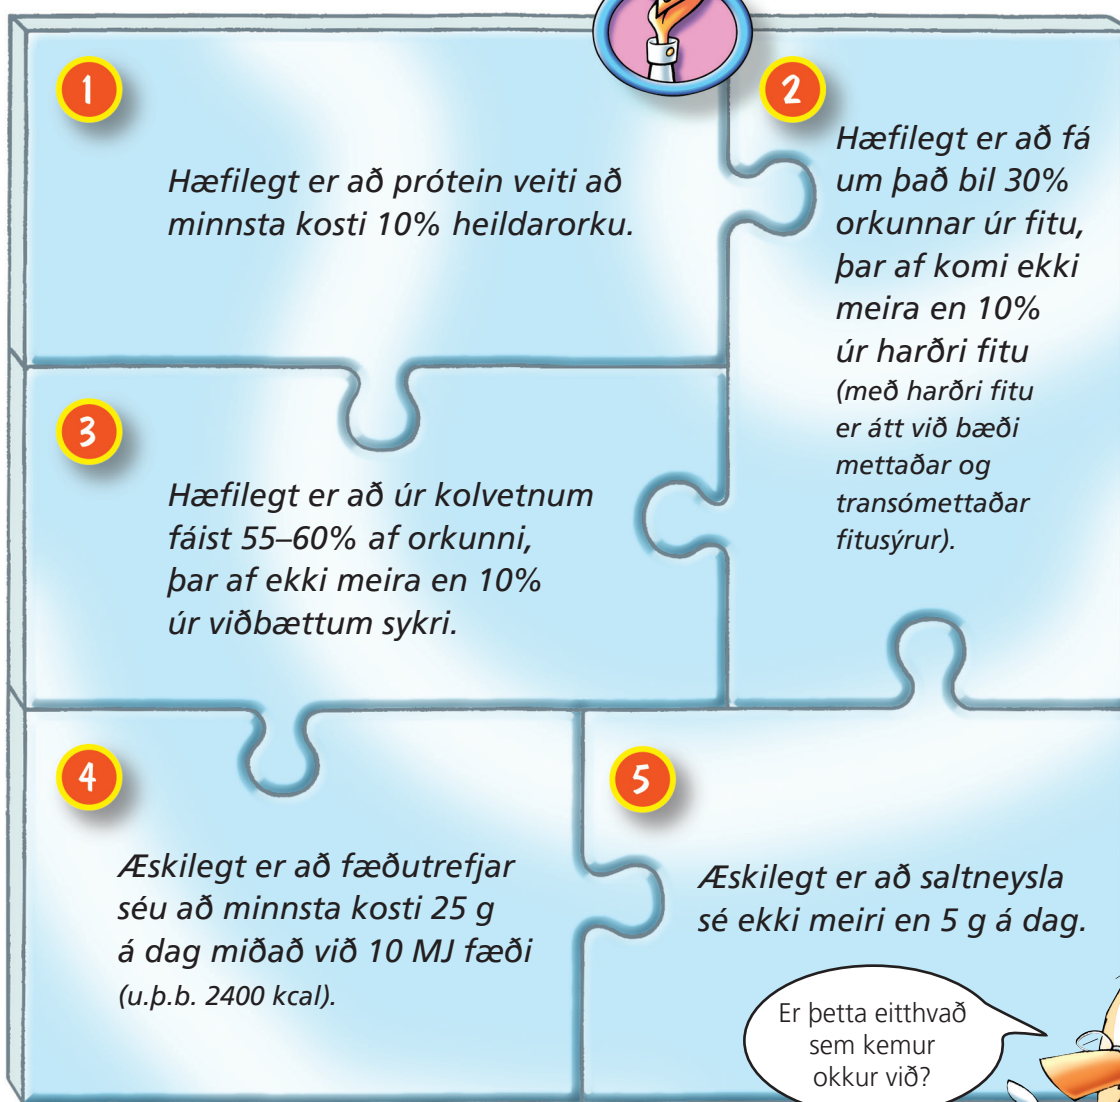 1
Hæfilegt er að prótein veiti að
minnsta kosti 10% heildarorku.
2
Hæfilegt er að fá
um það bil 30%
orkunnar úr fitu,
þar af komi ekki
meira en 10%
úr harðri fitu
(með harðri fitu
er átt við bæði
mettaðar og
transómettaðar
fitusýrur).
3
Hæfilegt er að úr kolvetnum
fáist 55–60% af orkunni,
þar af ekki meira en 10%
úr viðbættum sykri.
4
Æskilegt er að fæðutrefjar
séu að minnsta kosti 25 g
á dag miðað við 10 MJ fæði
(u.þ.b. 2400 kcal).
5
Æskilegt er að saltneysla
sé ekki meiri en 5 g á dag.
Er þetta eitthvað
sem kemur
okkur við?